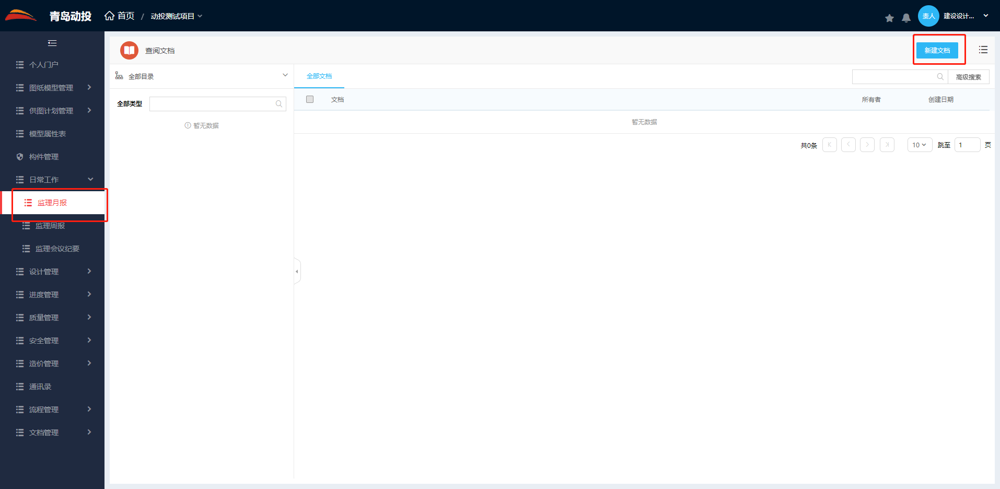 青岛动投
首页 / 动投测试项目
责人 建设设计...
个人门户
图纸模型管理
供图计划管理
模型属性表
构件管理
日常工作
监理月报
监理周报
监理会议纪要
设计管理
进度管理
质量管理
安全管理
造价管理
通讯录
流程管理
文档管理
查阅文档
新建文档
全部目录
全部类型
暂无数据
全部文档
高级搜索
文档 所有者 创建日期
暂无数据
共0条 10 跳至 1 页